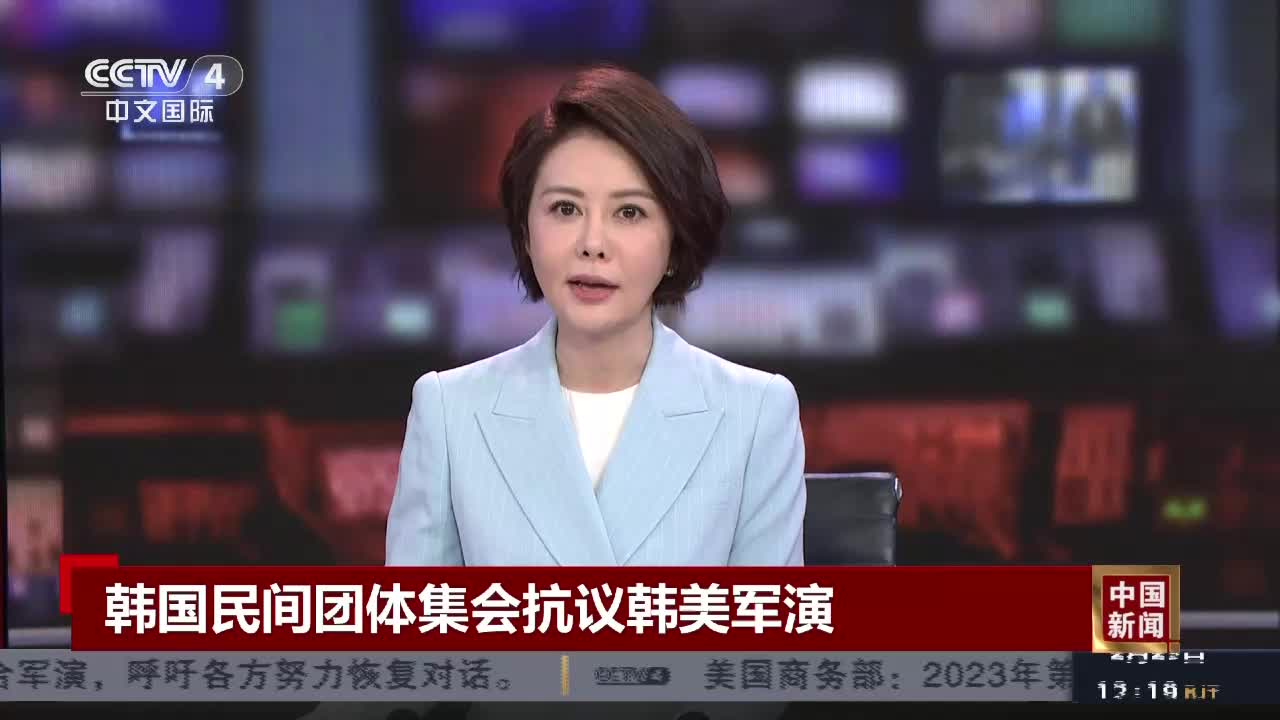 CCTV 4
中文国际
韩国民间团体集会抗议韩美军演
中国
新闻
合军演，呼吁各方努力恢复对话。 CCTV 4 美国商务部：2023年第